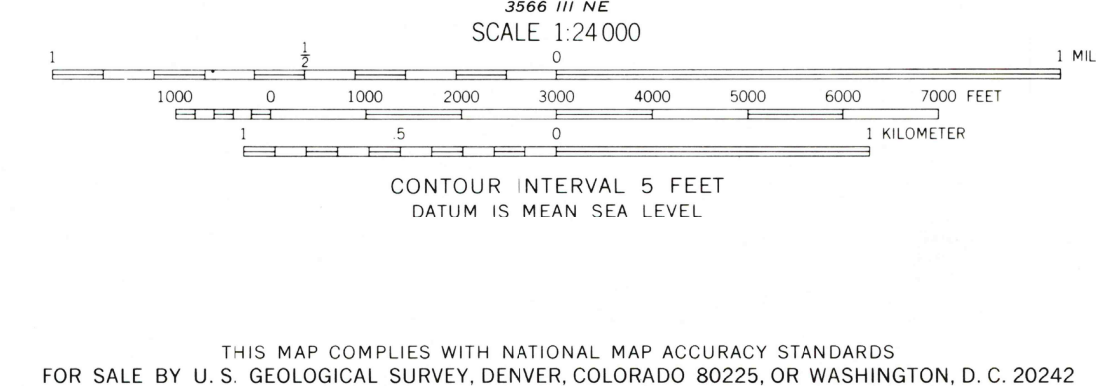 3566 III NE
SCALE 1:24 000
1 1/2 0 1 MIL
1000 0 1000 2000 3000 4000 5000 6000 7000 FEET
1 .5 0 1 KILOMETER
CONTOUR INTERVAL 5 FEET
DATUM IS MEAN SEA LEVEL
THIS MAP COMPLIES WITH NATIONAL MAP ACCURACY STANDARDS
FOR SALE BY U. S. GEOLOGICAL SURVEY, DENVER, COLORADO 80225, OR WASHINGTON, D. C. 20242